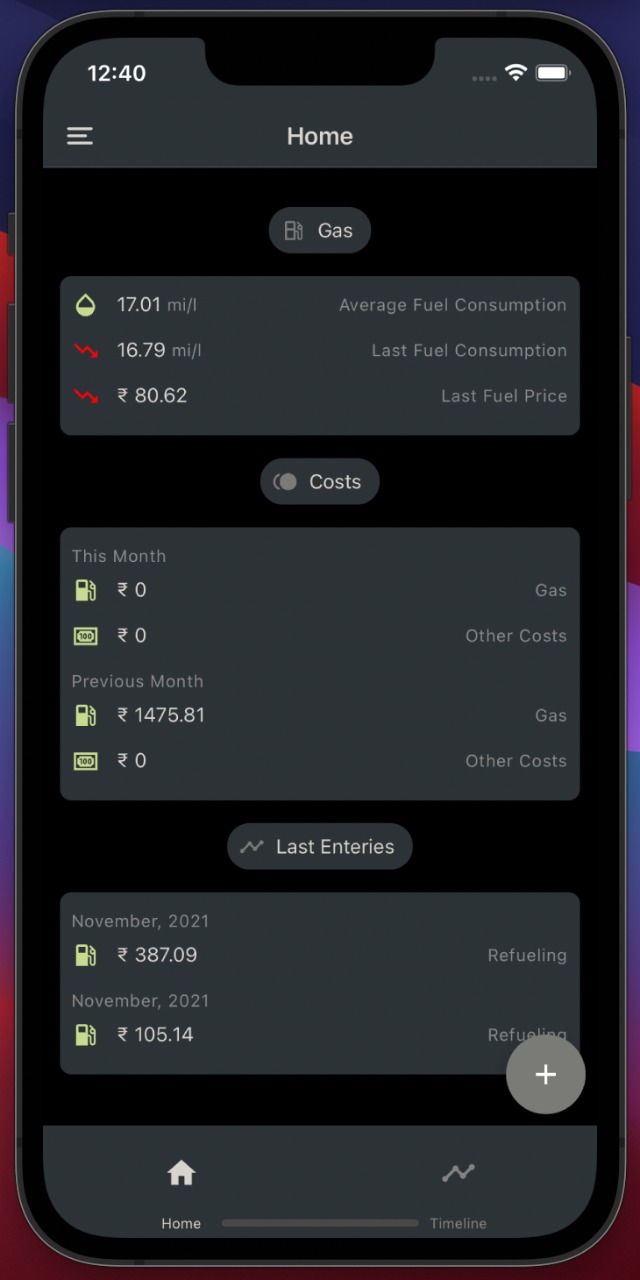 12:40
Home
Gas
17.01 mi/l Average Fuel Consumption
16.79 mi/l Last Fuel Consumption
₹ 80.62 Last Fuel Price
Costs
This Month
₹ 0 Gas
100 ₹ 0 Other Costs
Previous Month
₹ 1475.81 Gas
100 ₹ 0 Other Costs
Last Enteries
November, 2021
₹ 387.09 Refueling
November, 2021
₹ 105.14 Refueling
+
Home Timeline